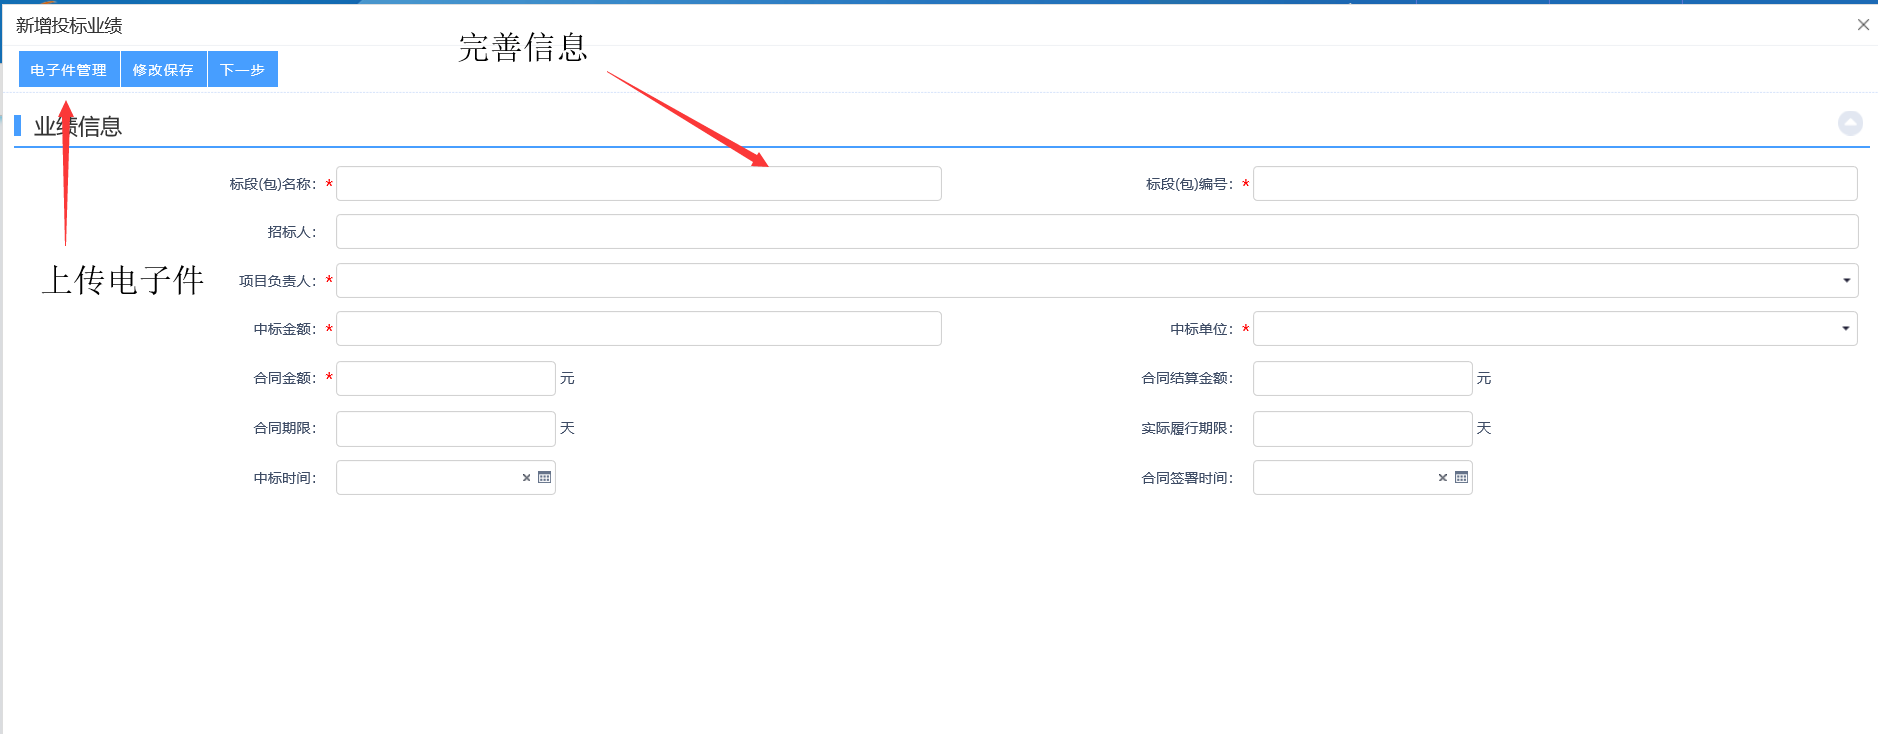 新增投标业绩
完善信息
电子件管理 修改保存 下一步
业绩信息
标段(包)名称：* 标段(包)编号：*
招标人：
上传电子件
项目负责人：*
中标金额：* 中标单位：*
合同金额：* 元 合同结算金额： 元
合同期限： 天 实际履行期限： 天
中标时间： 合同签署时间：